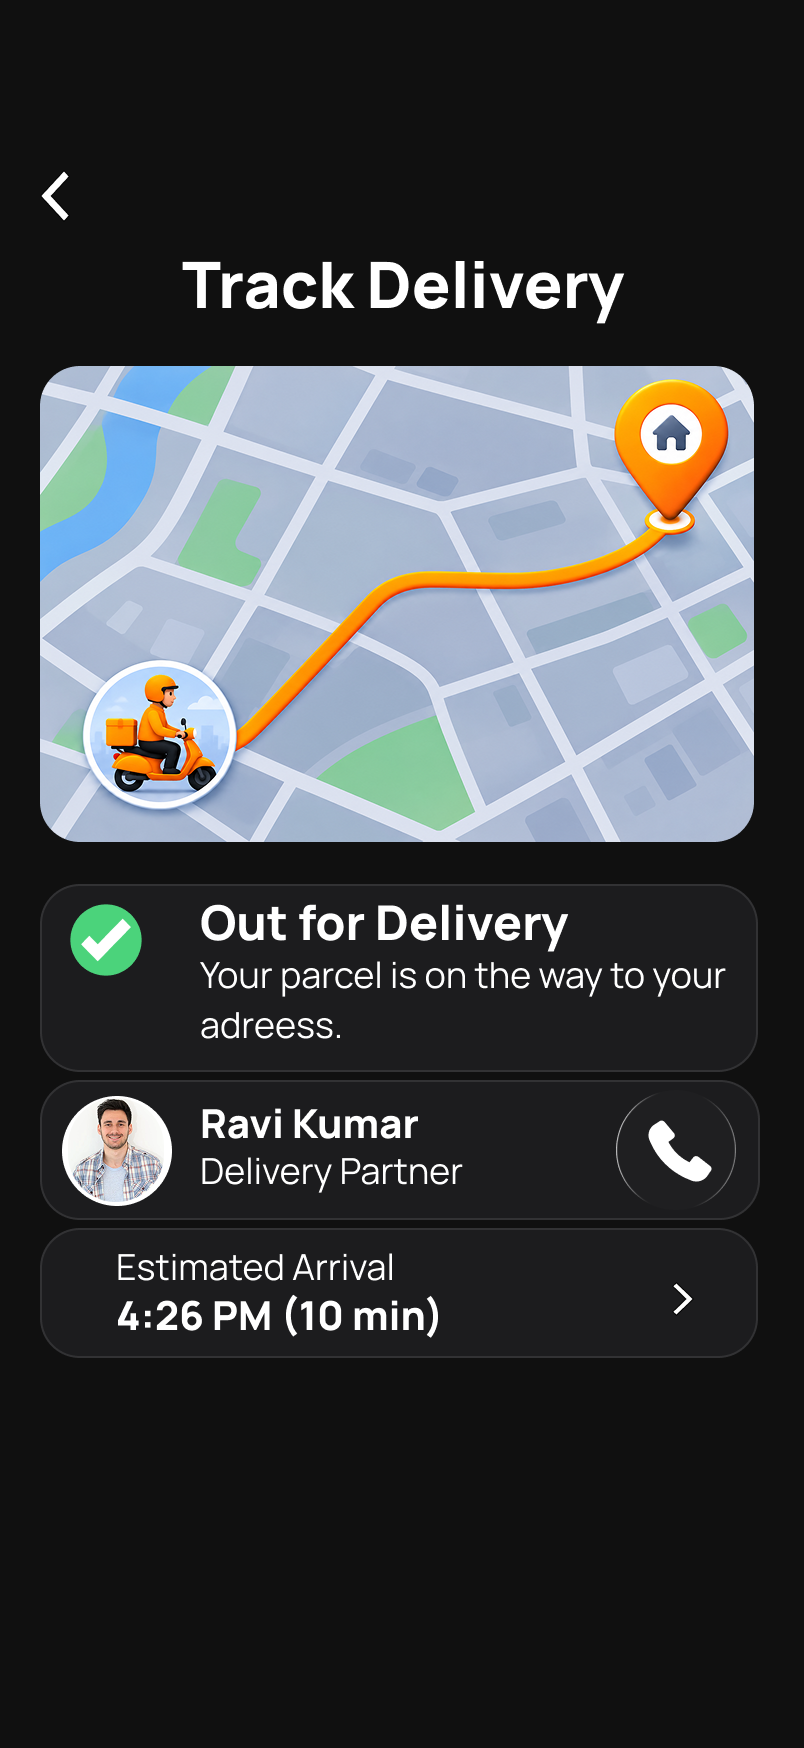 Track Delivery
Out for Delivery
Your parcel is on the way to your
adreess.
Ravi Kumar
Delivery Partner
Estimated Arrival
4:26 PM (10 min)